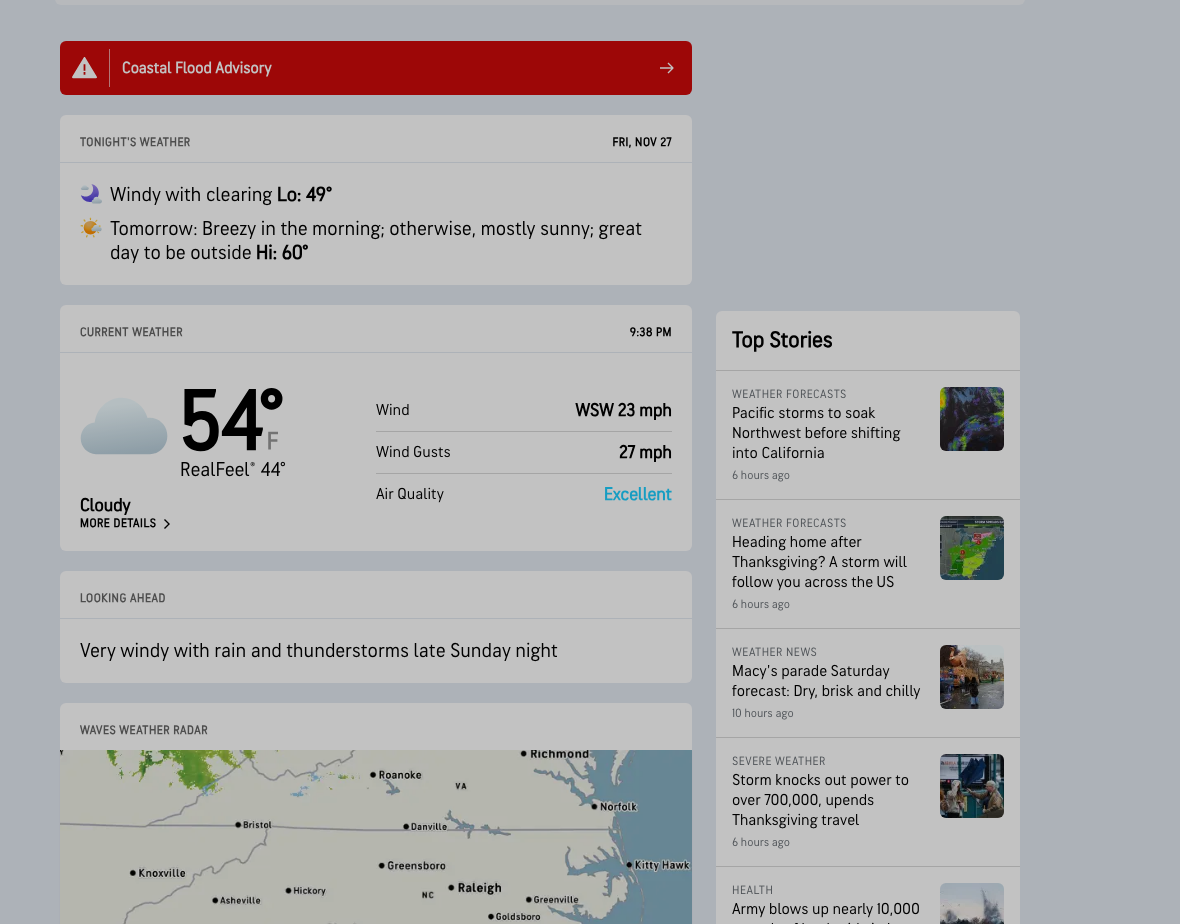 Coastal Flood Advisory
TONIGHT'S WEATHER
FRI, NOV 27
Windy with clearing Lo: 49°
Tomorrow: Breezy in the morning; otherwise, mostly sunny; great
day to be outside Hi: 60°
CURRENT WEATHER
9:38 PM
54°F
RealFeel® 44°
Cloudy
MORE DETAILS
Wind
WSW 23 mph
Wind Gusts
27 mph
Air Quality
Excellent
LOOKING AHEAD
Very windy with rain and thunderstorms late Sunday night
WAVES WEATHER RADAR
Richmond
Roanoke
VA
Norfolk
Bristol
Danville
Greensboro
Kitty Hawk
Knoxville
Hickory
NC
Raleigh
Asheville
Greenville
Goldsboro
Top Stories
WEATHER FORECASTS
Pacific storms to soak
Northwest before shifting
into California
6 hours ago
WEATHER FORECASTS
Heading home after
Thanksgiving? A storm will
follow you across the US
6 hours ago
WEATHER NEWS
Macy's parade Saturday
forecast: Dry, brisk and chilly
10 hours ago
SEVERE WEATHER
Storm knocks out power to
over 700,000, upends
Thanksgiving travel
6 hours ago
HEALTH
Army blows up nearly 10,000